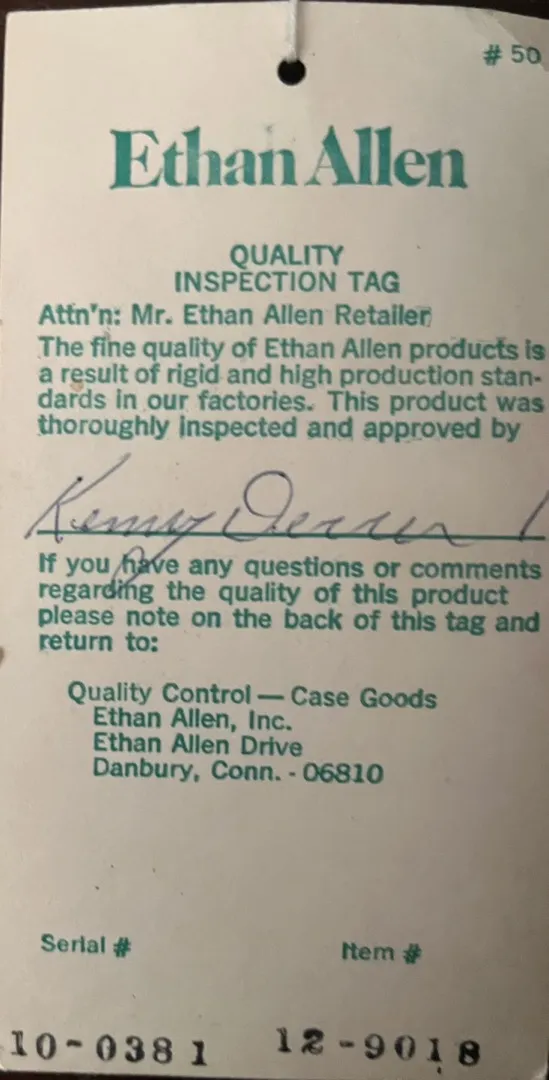 # 50
Ethan Allen
QUALITY
INSPECTION TAG
Attn'n: Mr. Ethan Allen Retailer
The fine quality of Ethan Allen products is
a result of rigid and high production stan-
dards in our factories. This product was
thoroughly inspected and approved by
Kenny
If you have any questions or comments
regarding the quality of this product
please note on the back of this tag and
return to:
Quality Control — Case Goods
Ethan Allen, Inc.
Ethan Allen Drive
Danbury, Conn. - 06810
Serial # Item #
10-0381 12-9018